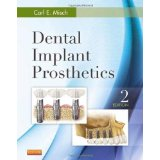 Carl E. Misch
Dental
Implant
Prosthetics
2
EDITION